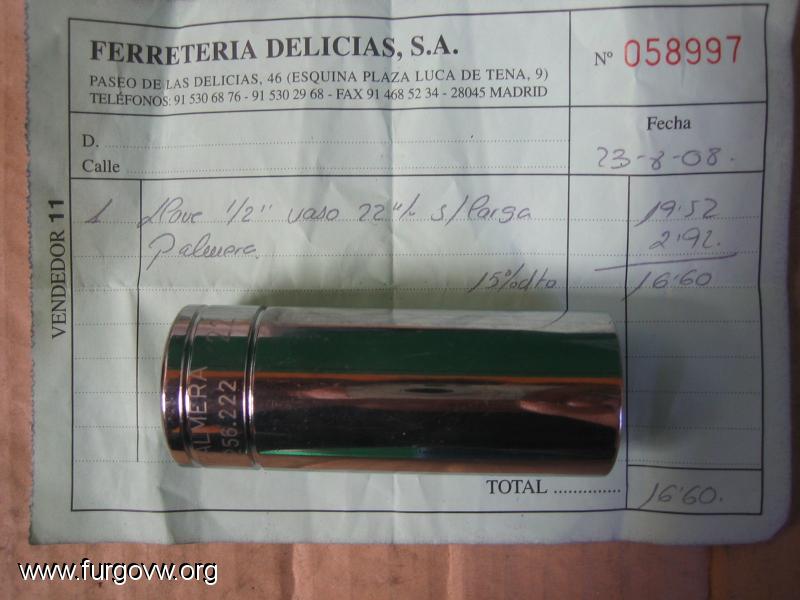 FERRETERIA DELICIAS, S.A.
PASEO DE LAS DELICIAS, 46 (ESQUINA PLAZA LUCA DE TENA, 9)
TELÉFONOS: 91 530 68 76 - 91 530 29 68 - FAX 91 468 52 34 - 28045 MADRID
Nº 058997
D.
Calle
Fecha
23-8-08.
VENDEDOR 11
1 Llave 1/2" vaso 22 s/larga 19'52
Palmera. 2'92.
15% dto 16'60
ALMERA 22
256.222
TOTAL .............. 16'60.
www.furgovw.org